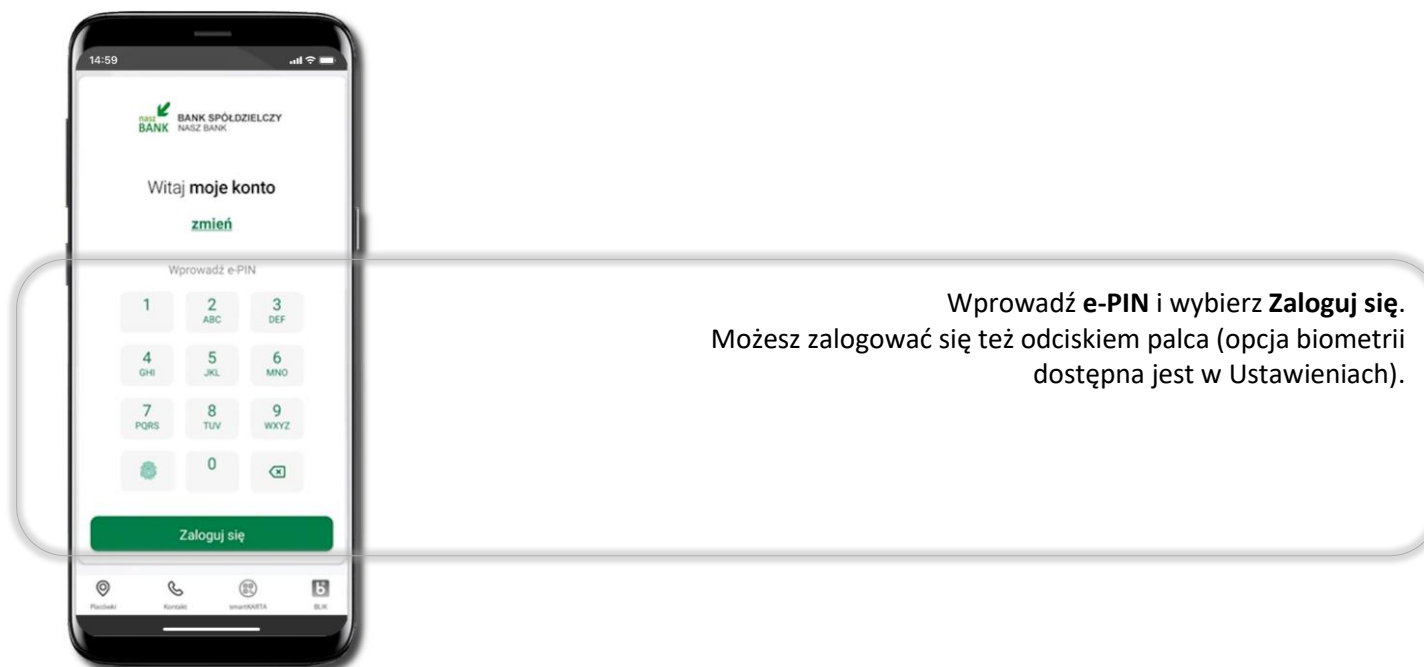 14:59
nasz BANK
BANK SPÓŁDZIELCZY
NASZ BANK
Witaj moje konto
zmień
Wprowadź e-PIN
1 2 3
ABC DEF
4 5 6
GHI JKL MNO
7 8 9
PQRS TUV WXYZ
0
Zaloguj się
Placówki Kontakt smartKARTA BLIK
Wprowadź e-PIN i wybierz Zaloguj się.
Możesz zalogować się też odciskiem palca (opcja biometrii
dostępna jest w Ustawieniach).